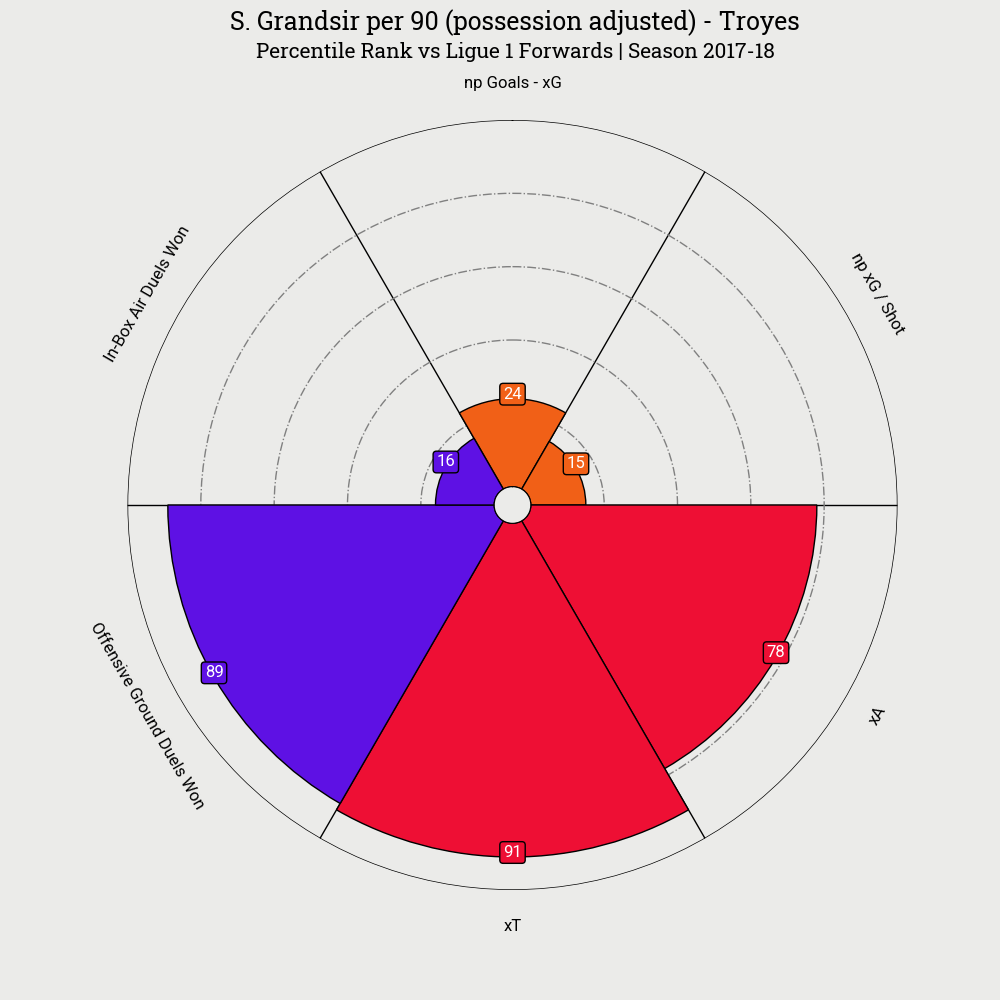 S. Grandsir per 90 (possession adjusted) - Troyes
Percentile Rank vs Ligue 1 Forwards | Season 2017-18
np Goals - xG
In-Box Air Duels Won
np xG / Shot
24
16
15
78
89
Offensive Ground Duels Won
xA
91
xT